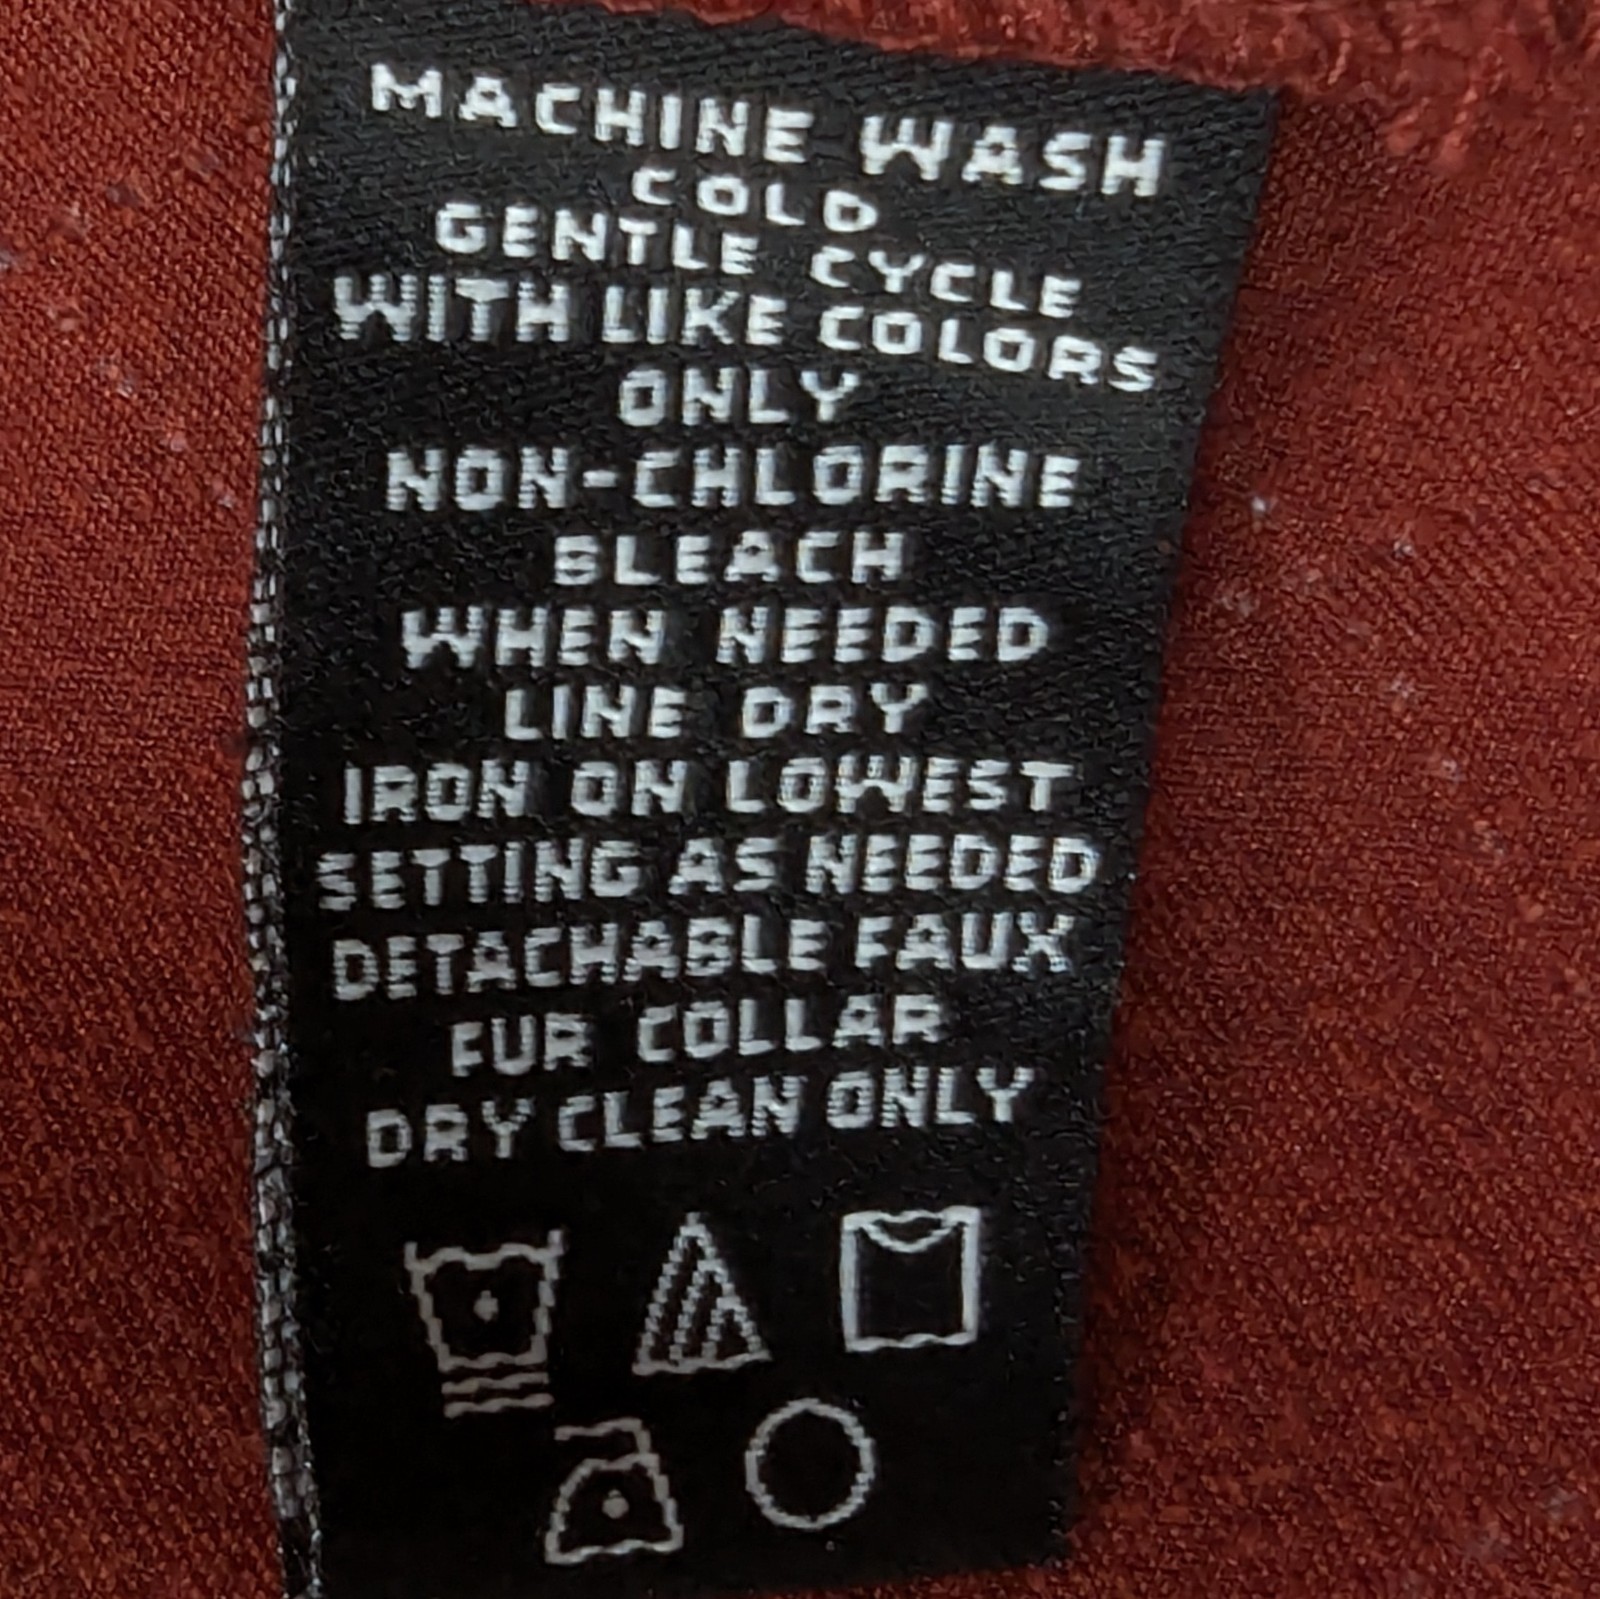 MACHINE WASH
COLD
GENTLE CYCLE
WITH LIKE COLORS
ONLY
NON-CHLORINE
BLEACH
WHEN NEEDED
LINE DRY
IRON ON LOWEST
SETTING AS NEEDED
DETACHABLE FAUX
FUR COLLAR
DRY CLEAN ONLY